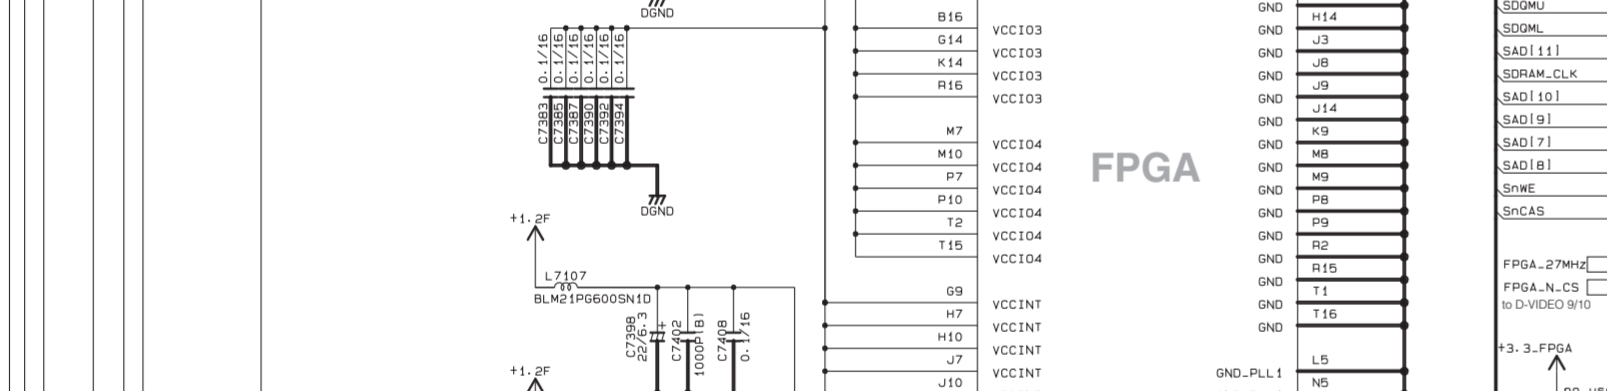 DGND
0.1/16
0.1/16
0.1/16
0.1/16
0.1/16
0.1/16
C7383
C7385
C7387
C7390
C7392
C7394
DGND
+1.2F
L7107
BLM21PG600SN1D
C7398
22/6.3
+
C7402
1000P(B)
C7408
0.1/16
+1.2F
B16
VCCIO3
G14
VCCIO3
K14
VCCIO3
R16
VCCIO3
M7
VCCIO4
M10
VCCIO4
P7
VCCIO4
P10
VCCIO4
T2
VCCIO4
T15
VCCIO4
G9
VCCINT
H7
VCCINT
H10
VCCINT
J7
VCCINT
J10
FPGA
GND
H14
GND
J3
GND
J8
GND
J9
GND
J14
GND
K9
GND
M8
GND
M9
GND
P8
GND
P9
GND
R2
GND
R15
GND
T1
GND
T16
GND
L5
GND_PLL1
N5
SDQMU
SDQML
SAD[11]
SDRAM_CLK
SAD[10]
SAD[9]
SAD[7]
SAD[8]
SnWE
SnCAS
FPGA_27MHz
FPGA_N_CS
to D-VIDEO 9/10
+3.3_FPGA